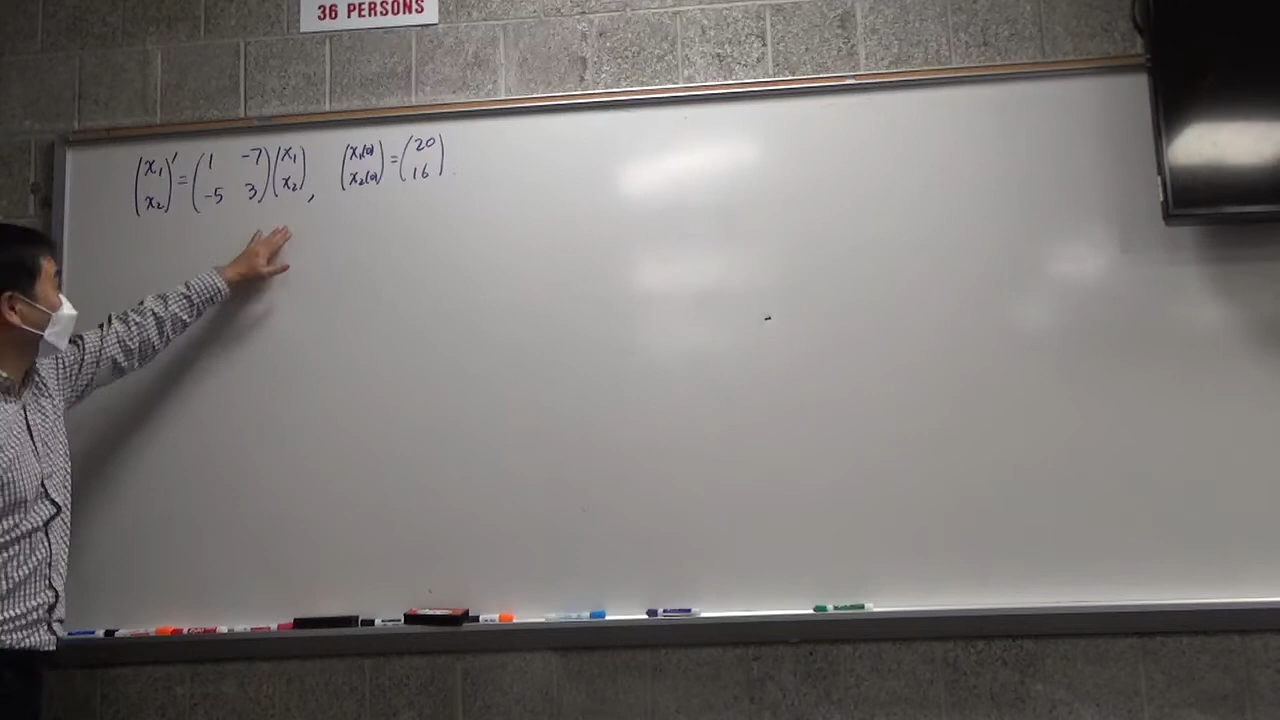 36 PERSONS
(x₁ x₂)' = (1 -7 -5 3)(x₁ x₂), (x₁(0) x₂(0)) = (20 16).